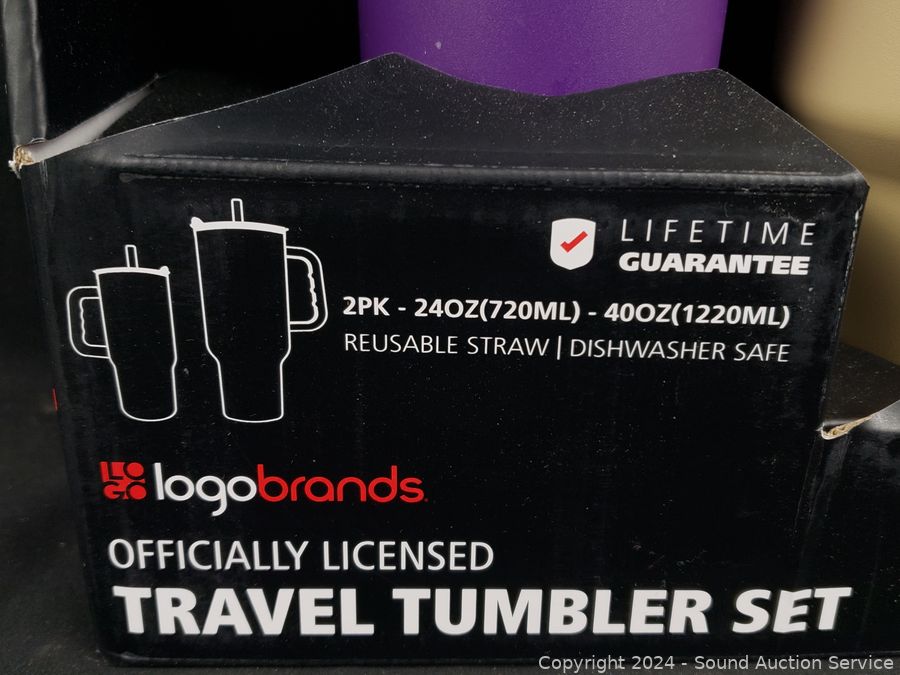 LIFETIME
GUARANTEE
2PK - 24OZ(720ML) - 40OZ(1220ML)
REUSABLE STRAW | DISHWASHER SAFE
LOGO logobrands
OFFICIALLY LICENSED
TRAVEL TUMBLER SET
Copyright 2024 - Sound Auction Service